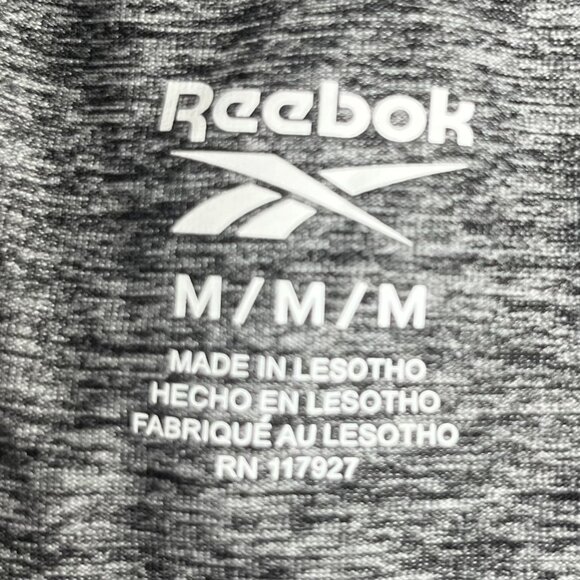 Reebok
M/M/M
MADE IN LESOTHO
HECHO EN LESOTHO
FABRIQUÉ AU LESOTHO
RN 117927